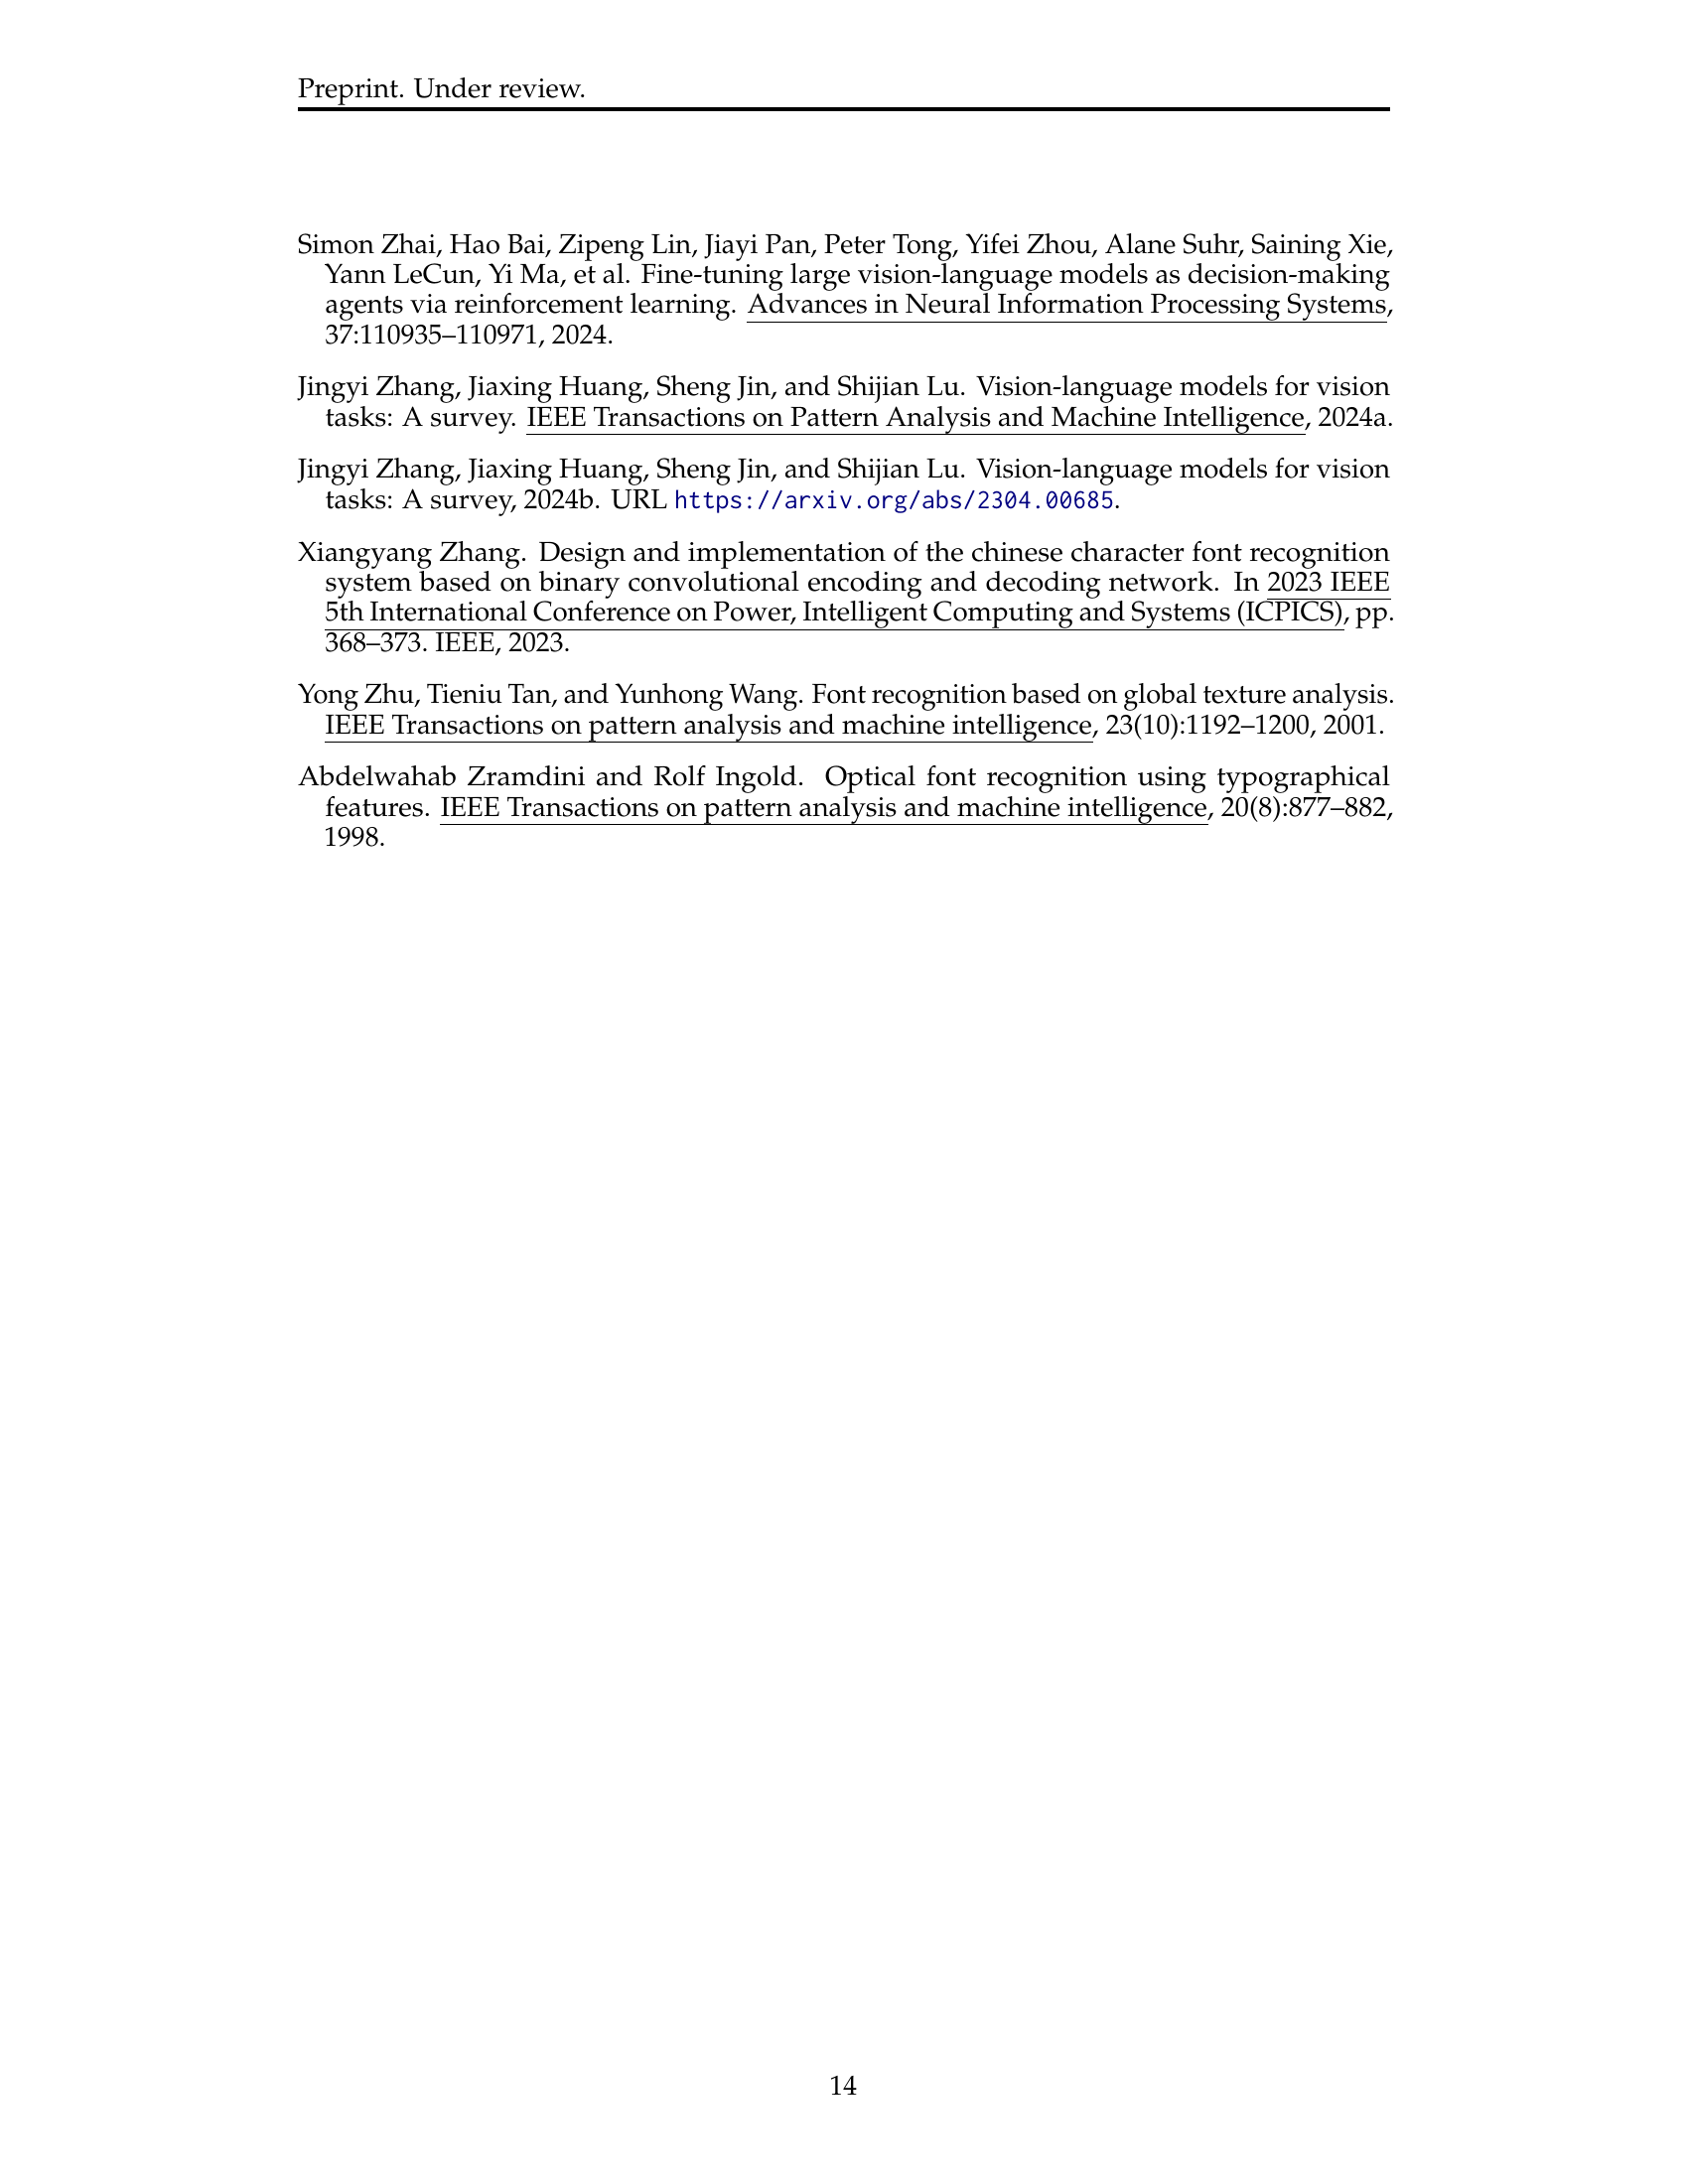 Preprint. Under review.
Simon Zhai, Hao Bai, Zipeng Lin, Jiayi Pan, Peter Tong, Yifei Zhou, Alane Suhr, Saining Xie,
Yann LeCun, Yi Ma, et al. Fine-tuning large vision-language models as decision-making
agents via reinforcement learning. Advances in Neural Information Processing Systems,
37:110935–110971, 2024.
Jingyi Zhang, Jiaxing Huang, Sheng Jin, and Shijian Lu. Vision-language models for vision
tasks: A survey. IEEE Transactions on Pattern Analysis and Machine Intelligence, 2024a.
Jingyi Zhang, Jiaxing Huang, Sheng Jin, and Shijian Lu. Vision-language models for vision
tasks: A survey, 2024b. URL https://arxiv.org/abs/2304.00685.
Xiangyang Zhang. Design and implementation of the chinese character font recognition
system based on binary convolutional encoding and decoding network. In 2023 IEEE
5th International Conference on Power, Intelligent Computing and Systems (ICPICS), pp.
368–373. IEEE, 2023.
Yong Zhu, Tieniu Tan, and Yunhong Wang. Font recognition based on global texture analysis.
IEEE Transactions on pattern analysis and machine intelligence, 23(10):1192–1200, 2001.
Abdelwahab Zramdini and Rolf Ingold. Optical font recognition using typographical
features. IEEE Transactions on pattern analysis and machine intelligence, 20(8):877–882,
1998.
14